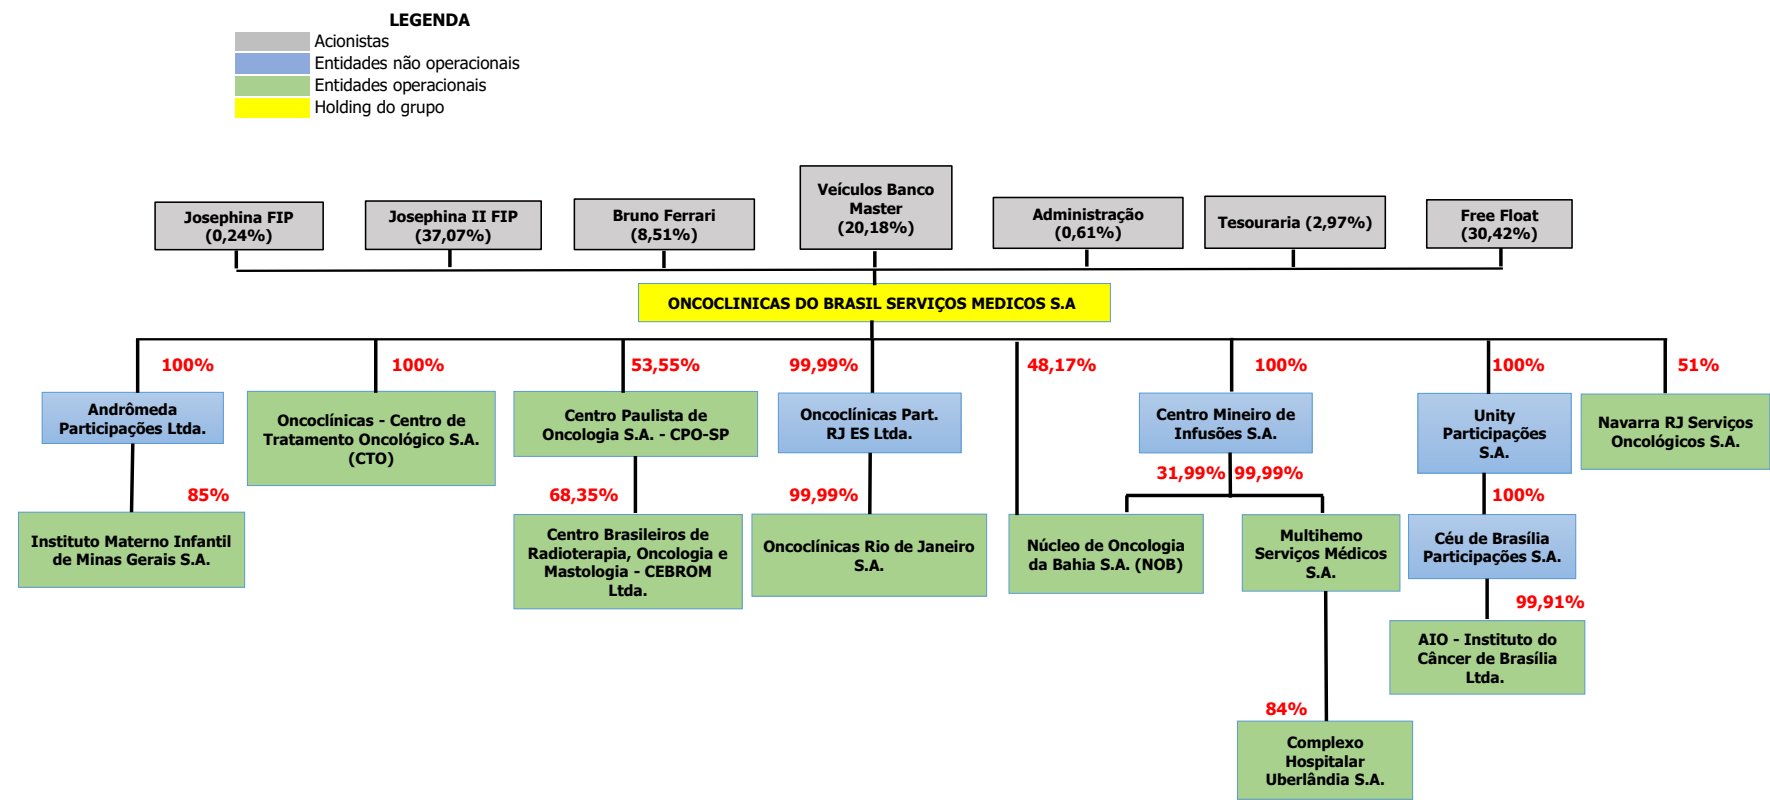 LEGENDA
Acionistas
Entidades não operacionais
Entidades operacionais
Holding do grupo
Josephina FIP
(0,24%)
Josephina II FIP
(37,07%)
Bruno Ferrari
(8,51%)
Veículos Banco
Master
(20,18%)
Administração
(0,61%)
Tesouraria (2,97%)
Free Float
(30,42%)
ONCOCLINICAS DO BRASIL SERVIÇOS MEDICOS S.A
100%
100%
53,55%
99,99%
48,17%
100%
100%
51%
Andrômeda
Participações Ltda.
Oncoclínicas - Centro de
Tratamento Oncológico S.A.
(CTO)
Centro Paulista de
Oncologia S.A. - CPO-SP
Oncoclínicas Part.
RJ ES Ltda.
Centro Mineiro de
Infusões S.A.
Unity
Participações
S.A.
Navarra RJ Serviços
Oncológicos S.A.
85%
68,35%
99,99%
31,99%
99,99%
100%
Instituto Materno Infantil
de Minas Gerais S.A.
Centro Brasileiros de
Radioterapia, Oncologia e
Mastologia - CEBROM
Ltda.
Oncoclínicas Rio de Janeiro
S.A.
Núcleo de Oncologia
da Bahia S.A. (NOB)
Multihemo
Serviços Médicos
S.A.
Céu de Brasília
Participações S.A.
99,91%
AIO - Instituto do
Câncer de Brasília
Ltda.
84%
Complexo
Hospitalar
Uberlândia S.A.